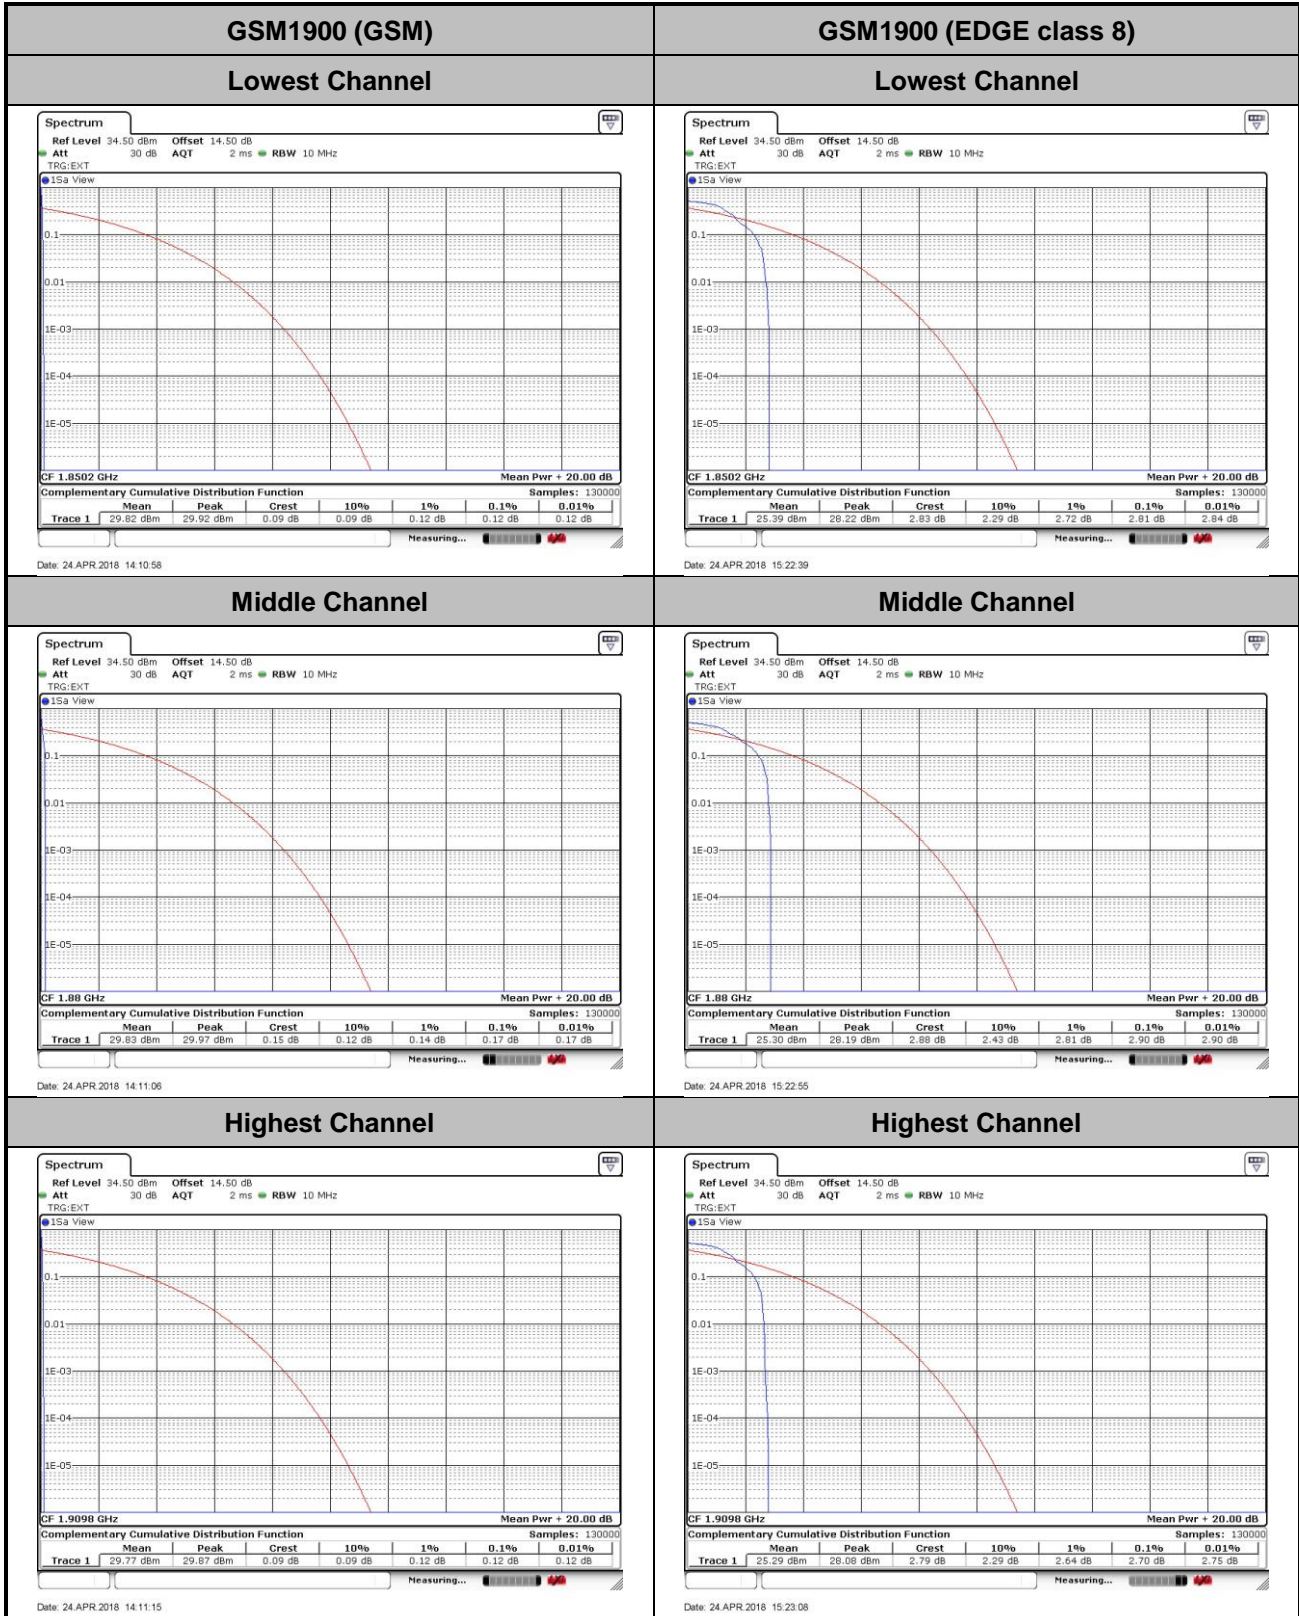 GSM1900 (GSM)
GSM1900 (EDGE class 8)
Lowest Channel
Lowest Channel
Spectrum
Ref Level 34.50 dBm Offset 14.50 dB
Att 30 dB AQT 2 ms RBW 10 MHz
TRG:EXT
1Sa View
0.1
0.01
1E-03
1E-04
1E-05
CF 1.8502 GHz Mean Pwr + 20.00 dB
Complementary Cumulative Distribution Function Samples: 130000
Mean Peak Crest 10% 1% 0.1% 0.01%
Trace 1 29.82 dBm 29.92 dBm 0.09 dB 0.09 dB 0.12 dB 0.12 dB 0.12 dB
Measuring...
Date: 24.APR.2018 14:10:58
Spectrum
Ref Level 34.50 dBm Offset 14.50 dB
Att 30 dB AQT 2 ms RBW 10 MHz
TRG:EXT
1Sa View
0.1
0.01
1E-03
1E-04
1E-05
CF 1.8502 GHz Mean Pwr + 20.00 dB
Complementary Cumulative Distribution Function Samples: 130000
Mean Peak Crest 10% 1% 0.1% 0.01%
Trace 1 25.39 dBm 28.22 dBm 2.83 dB 2.29 dB 2.72 dB 2.81 dB 2.84 dB
Measuring...
Date: 24.APR.2018 15:22:39
Middle Channel
Middle Channel
Spectrum
Ref Level 34.50 dBm Offset 14.50 dB
Att 30 dB AQT 2 ms RBW 10 MHz
TRG:EXT
1Sa View
0.1
0.01
1E-03
1E-04
1E-05
CF 1.88 GHz Mean Pwr + 20.00 dB
Complementary Cumulative Distribution Function Samples: 130000
Mean Peak Crest 10% 1% 0.1% 0.01%
Trace 1 29.83 dBm 29.97 dBm 0.15 dB 0.12 dB 0.14 dB 0.17 dB 0.17 dB
Measuring...
Date: 24.APR.2018 14:11:06
Spectrum
Ref Level 34.50 dBm Offset 14.50 dB
Att 30 dB AQT 2 ms RBW 10 MHz
TRG:EXT
1Sa View
0.1
0.01
1E-03
1E-04
1E-05
CF 1.88 GHz Mean Pwr + 20.00 dB
Complementary Cumulative Distribution Function Samples: 130000
Mean Peak Crest 10% 1% 0.1% 0.01%
Trace 1 25.30 dBm 28.19 dBm 2.88 dB 2.43 dB 2.81 dB 2.90 dB 2.90 dB
Measuring...
Date: 24.APR.2018 15:22:55
Highest Channel
Highest Channel
Spectrum
Ref Level 34.50 dBm Offset 14.50 dB
Att 30 dB AQT 2 ms RBW 10 MHz
TRG:EXT
1Sa View
0.1
0.01
1E-03
1E-04
1E-05
CF 1.9098 GHz Mean Pwr + 20.00 dB
Complementary Cumulative Distribution Function Samples: 130000
Mean Peak Crest 10% 1% 0.1% 0.01%
Trace 1 29.77 dBm 29.87 dBm 0.09 dB 0.09 dB 0.12 dB 0.12 dB 0.12 dB
Measuring...
Date: 24.APR.2018 14:11:15
Spectrum
Ref Level 34.50 dBm Offset 14.50 dB
Att 30 dB AQT 2 ms RBW 10 MHz
TRG:EXT
1Sa View
0.1
0.01
1E-03
1E-04
1E-05
CF 1.9098 GHz Mean Pwr + 20.00 dB
Complementary Cumulative Distribution Function Samples: 130000
Mean Peak Crest 10% 1% 0.1% 0.01%
Trace 1 25.29 dBm 28.08 dBm 2.79 dB 2.29 dB 2.64 dB 2.70 dB 2.75 dB
Measuring...
Date: 24.APR.2018 15:23:08